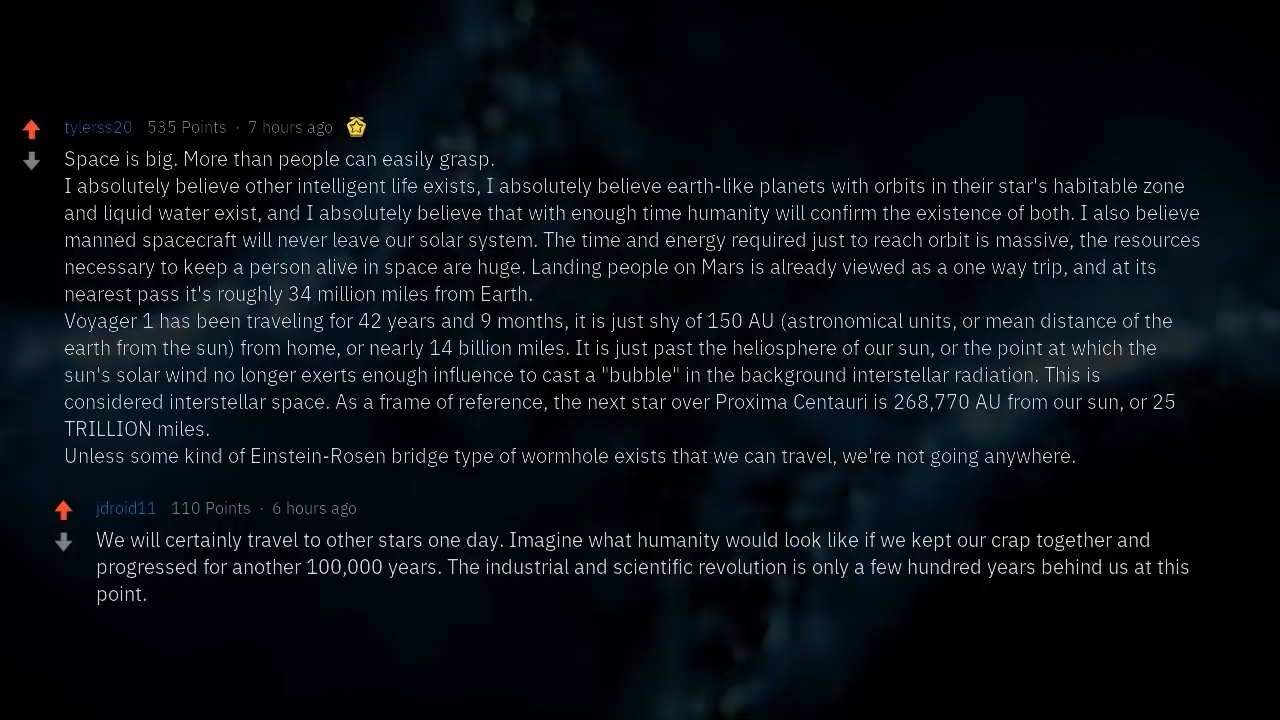 tylerss20 535 Points · 7 hours ago
Space is big. More than people can easily grasp.
I absolutely believe other intelligent life exists, I absolutely believe earth-like planets with orbits in their star's habitable zone
and liquid water exist, and I absolutely believe that with enough time humanity will confirm the existence of both. I also believe
manned spacecraft will never leave our solar system. The time and energy required just to reach orbit is massive, the resources
necessary to keep a person alive in space are huge. Landing people on Mars is already viewed as a one way trip, and at its
nearest pass it's roughly 34 million miles from Earth.
Voyager 1 has been traveling for 42 years and 9 months, it is just shy of 150 AU (astronomical units, or mean distance of the
earth from the sun) from home, or nearly 14 billion miles. It is just past the heliosphere of our sun, or the point at which the
sun's solar wind no longer exerts enough influence to cast a "bubble" in the background interstellar radiation. This is
considered interstellar space. As a frame of reference, the next star over Proxima Centauri is 268,770 AU from our sun, or 25
TRILLION miles.
Unless some kind of Einstein-Rosen bridge type of wormhole exists that we can travel, we're not going anywhere.
jdroid11 110 Points · 6 hours ago
We will certainly travel to other stars one day. Imagine what humanity would look like if we kept our crap together and
progressed for another 100,000 years. The industrial and scientific revolution is only a few hundred years behind us at this
point.